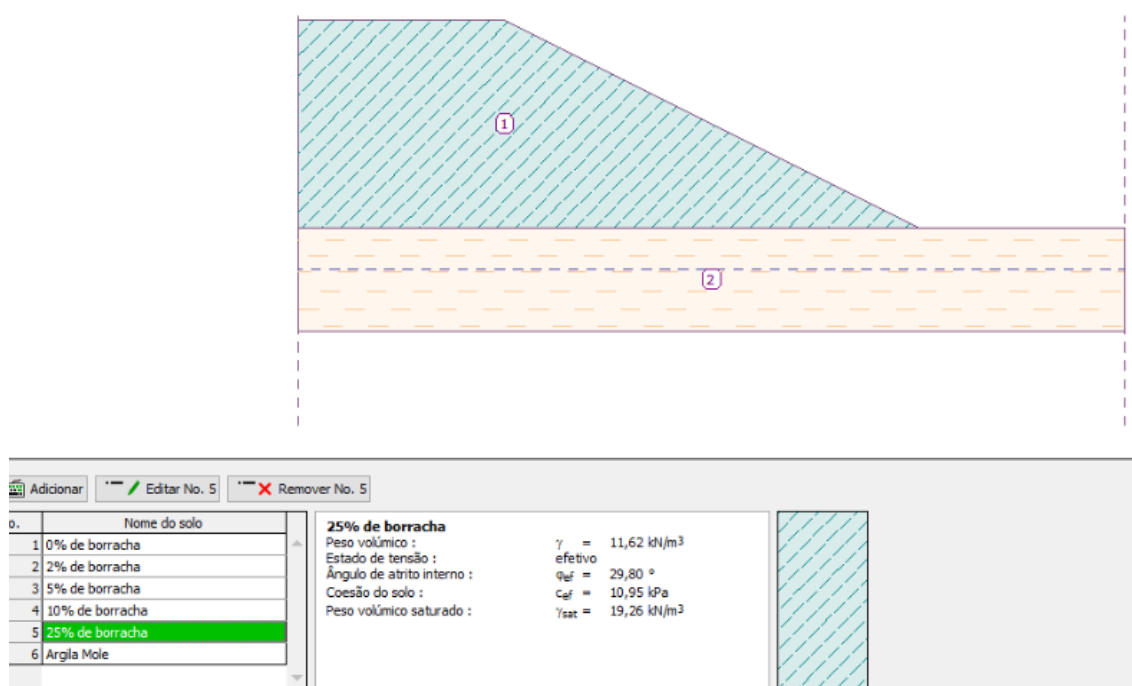 1
2
Adicionar Editar No. 5 Remover No. 5
o. Nome do solo
1 0% de borracha
2 2% de borracha
3 5% de borracha
4 10% de borracha
5 25% de borracha
6 Argila Mole
25% de borracha
Peso volúmico : γ = 11,62 kN/m³
Estado de tensão : efetivo
Ângulo de atrito interno : φef = 29,80 °
Coesão do solo : cef = 10,95 kPa
Peso volúmico saturado : γsat = 19,26 kN/m³